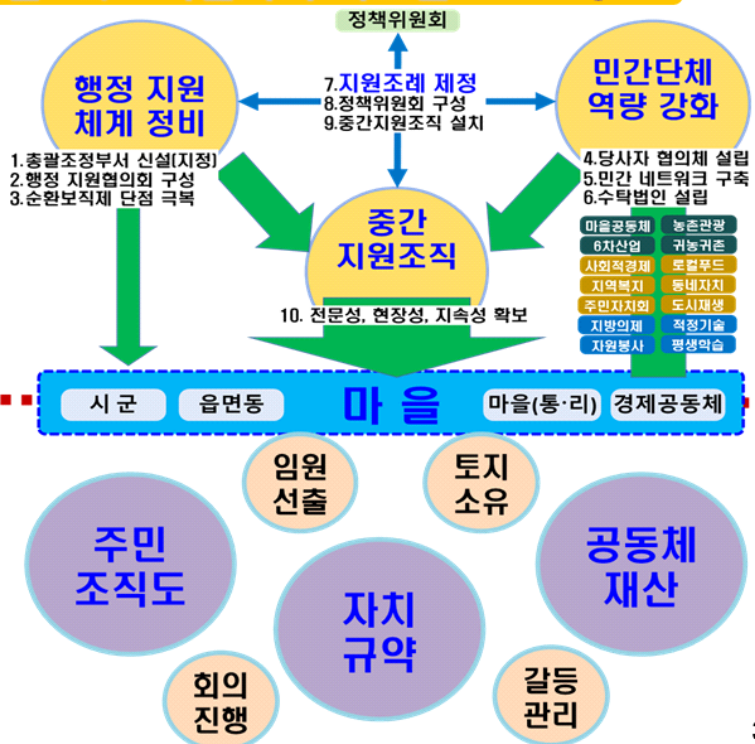 정책위원회
행정 지원
체계 정비
7.지원조례 제정
8.정책위원회 구성
9.중간지원조직 설치
민간단체
역량 강화
1.총괄조정부서 신설(지정)
2.행정 지원협의회 구성
3.순환보직제 단점 극복
4.당사자 협의체 설립
5.민간 네트워크 구축
6.수탁법인 설립
중간
지원조직
마을공동체 농촌관광
6차산업 귀농귀촌
사회적경제 로컬푸드
지역복지 동네자치
주민자치회 도시재생
지방의제 적정기술
자원봉사 평생학습
10. 전문성, 현장성, 지속성 확보
시군 읍면동 마 을 마을(통·리) 경제공동체
임원
선출
토지
소유
주민
조직도
자치
규약
공동체
재산
회의
진행
갈등
관리